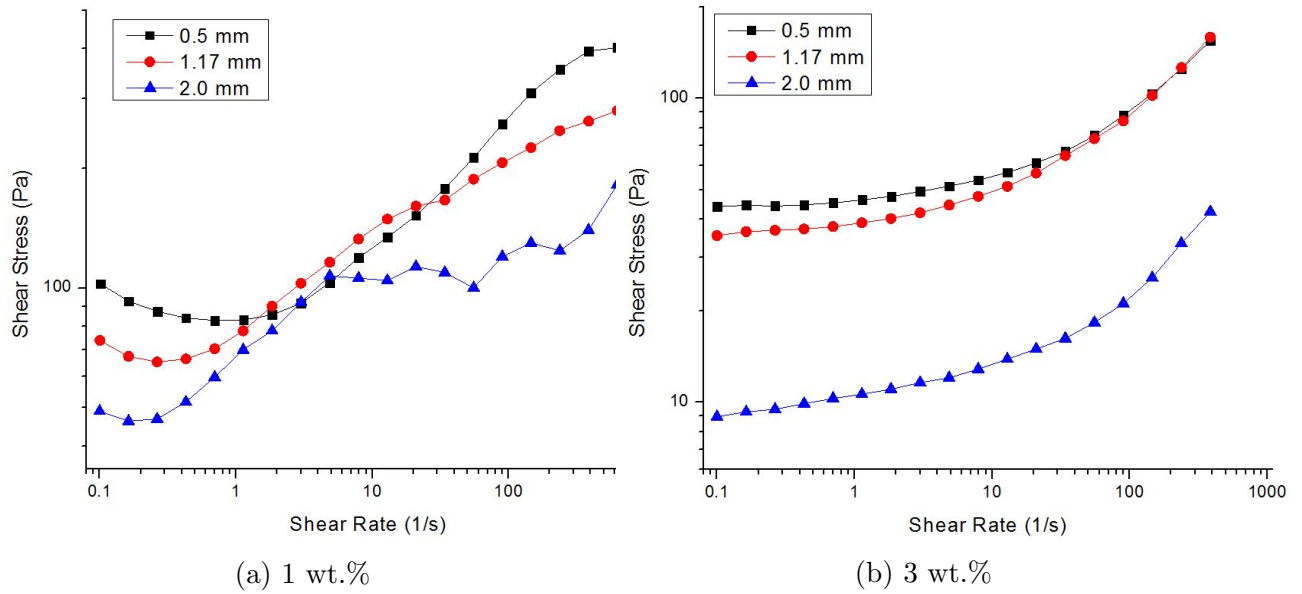 0.5 mm
1.17 mm
2.0 mm
Shear Stress (Pa)
100
0.1 1 10 100
Shear Rate (1/s)
(a) 1 wt.%
0.5 mm
1.17 mm
2.0 mm
Shear Stress (Pa)
100
10
0.1 1 10 100 1000
Shear Rate (1/s)
(b) 3 wt.%